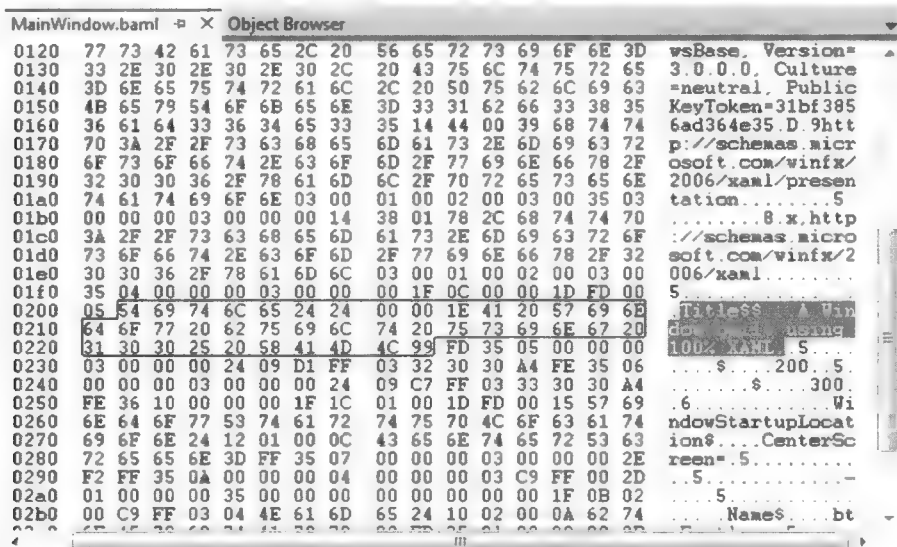 MainWindow.baml × Object Browser
0120 77 73 42 61 73 65 2C 20 56 65 72 73 69 6F 6E 3D wsBase, Version=
0130 33 2E 30 2E 30 2E 30 2C 20 43 75 6C 74 75 72 65 3.0.0.0, Culture
0140 3D 6E 65 75 74 72 61 6C 2C 20 50 75 62 6C 69 63 =neutral, Public
0150 4B 65 79 54 6F 6B 65 6E 3D 33 31 62 66 33 38 35 KeyToken=31bf385
0160 36 61 64 33 36 34 65 33 35 14 44 00 39 68 74 74 6ad364e35.D.9htt
0170 70 3A 2F 2F 73 63 68 65 6D 61 73 2E 6D 69 63 72 p://schemas.micr
0180 6F 73 6F 66 74 2E 63 6F 6D 2F 77 69 6E 66 78 2F osoft.com/winfx/
0190 32 30 30 36 2F 78 61 6D 6C 2F 70 72 65 73 65 6E 2006/xaml/presen
01a0 74 61 74 69 6F 6E 03 00 01 00 02 00 03 00 35 03 tation........5.
01b0 00 00 00 03 00 00 00 14 38 01 78 2C 68 74 74 70 ........8.x,http
01c0 3A 2F 2F 73 63 68 65 6D 61 73 2E 6D 69 63 72 6F ://schemas.micro
01d0 73 6F 66 74 2E 63 6F 6D 2F 77 69 6E 66 78 2F 32 soft.com/winfx/2
01e0 30 30 36 2F 78 61 6D 6C 03 00 01 00 02 00 03 00 006/xaml........
01f0 35 04 00 00 00 03 00 00 00 1F 0C 00 00 1D FD 00 5...............
0200 05 54 69 74 6C 65 24 24 00 00 1E 41 20 57 69 6E .Title$$...A Win
0210 64 6F 77 20 62 75 69 6C 74 20 75 73 69 6E 67 20 dow built using
0220 31 30 30 25 20 58 41 4D 4C 99 FD 35 05 00 00 00 100% XAML..5....
0230 03 00 00 00 24 09 D1 FF 03 32 30 30 A4 FE 35 06 ....$....200..5.
0240 00 00 00 03 00 00 00 24 09 C7 FF 03 33 30 30 A4 .......$....300.
0250 FE 36 10 00 00 00 1F 1C 01 00 1D FD 00 15 57 69 .6............Wi
0260 6E 64 6F 77 53 74 61 72 74 75 70 4C 6F 63 61 74 ndowStartupLocat
0270 69 6F 6E 24 12 01 00 0C 43 65 6E 74 65 72 53 63 ion$....CenterSc
0280 72 65 65 6E 3D FF 35 07 00 00 00 03 00 00 00 2E reen=.5.........
0290 F2 FF 35 0A 00 00 00 04 00 00 00 03 C9 FF 00 2D ..5............-
02a0 01 00 00 00 35 00 00 00 00 00 00 00 00 1F 0B 02 ....5...........
02b0 00 C9 FF 03 04 4E 61 6D 65 24 10 02 00 0A 62 74 .....Name$....bt